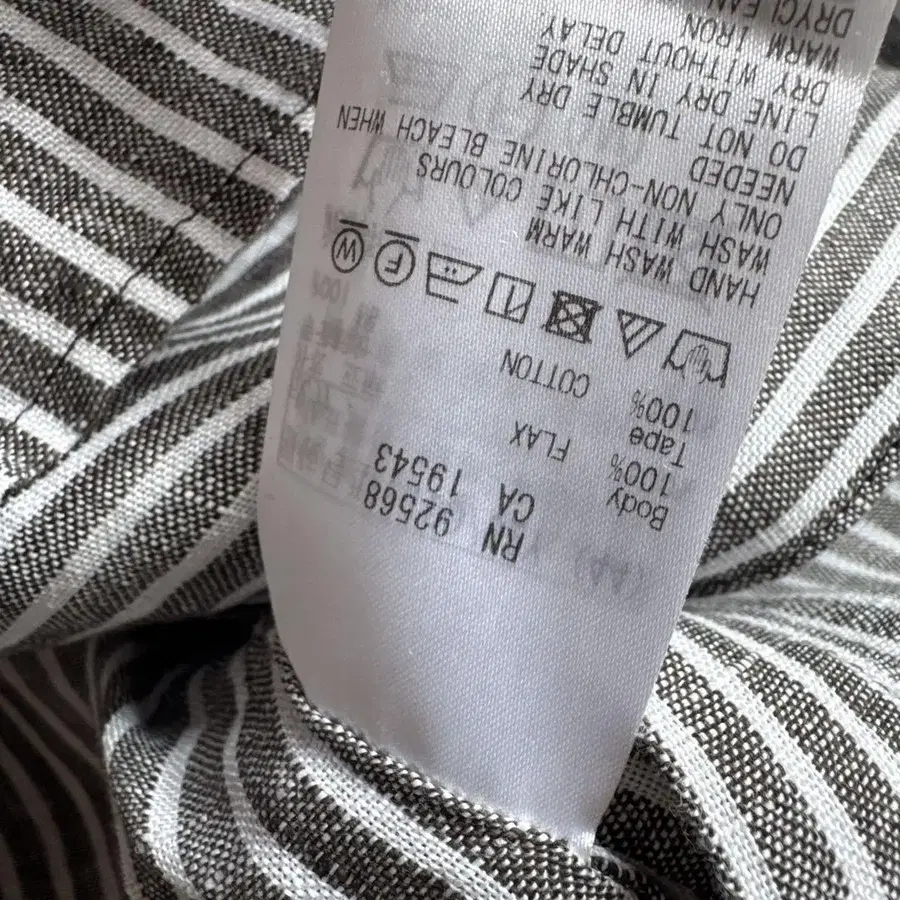 RN 92568
CA 19543
Body
100% FLAX
Tape
100% COTTON
HAND WASH WARM
WASH WITH LIKE COLOURS
ONLY NON-CHLORINE BLEACH WHEN
NEEDED
DO NOT TUMBLE DRY
LINE DRY IN SHADE
DRY WITHOUT DELAY.
WARM IRON
DRYCLEAN
F
W